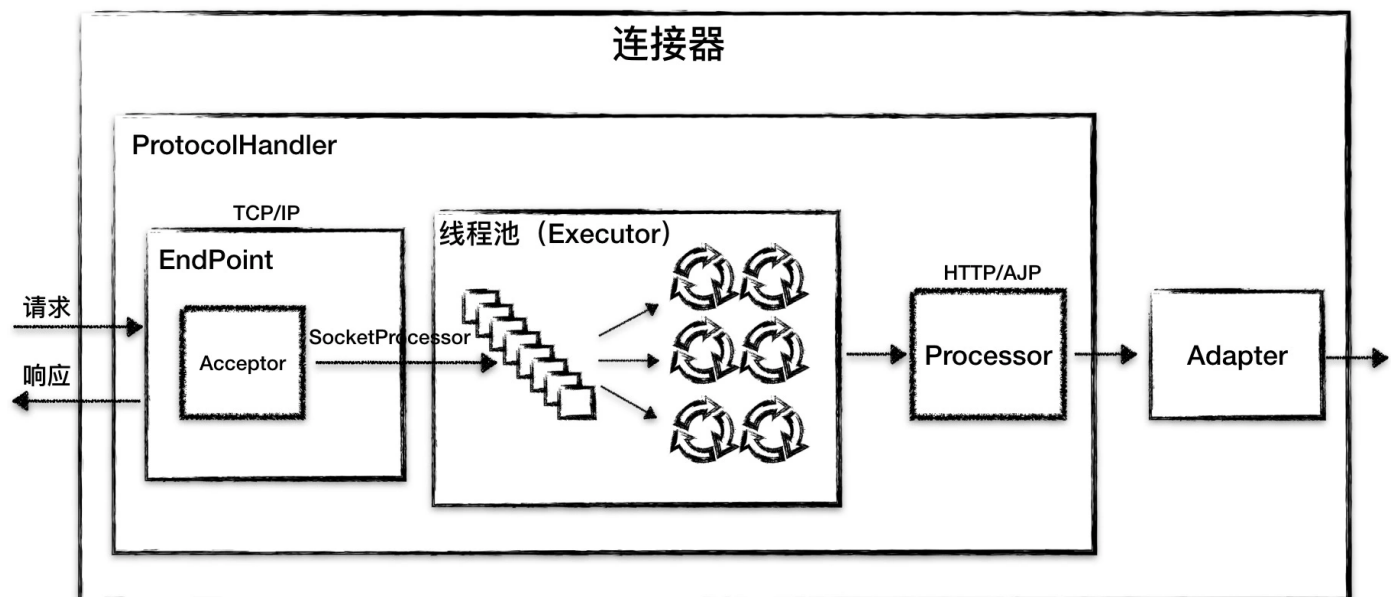 连接器
ProtocolHandler
TCP/IP
EndPoint
线程池（Executor）
HTTP/AJP
请求
响应
Acceptor
SocketProcessor
Processor
Adapter